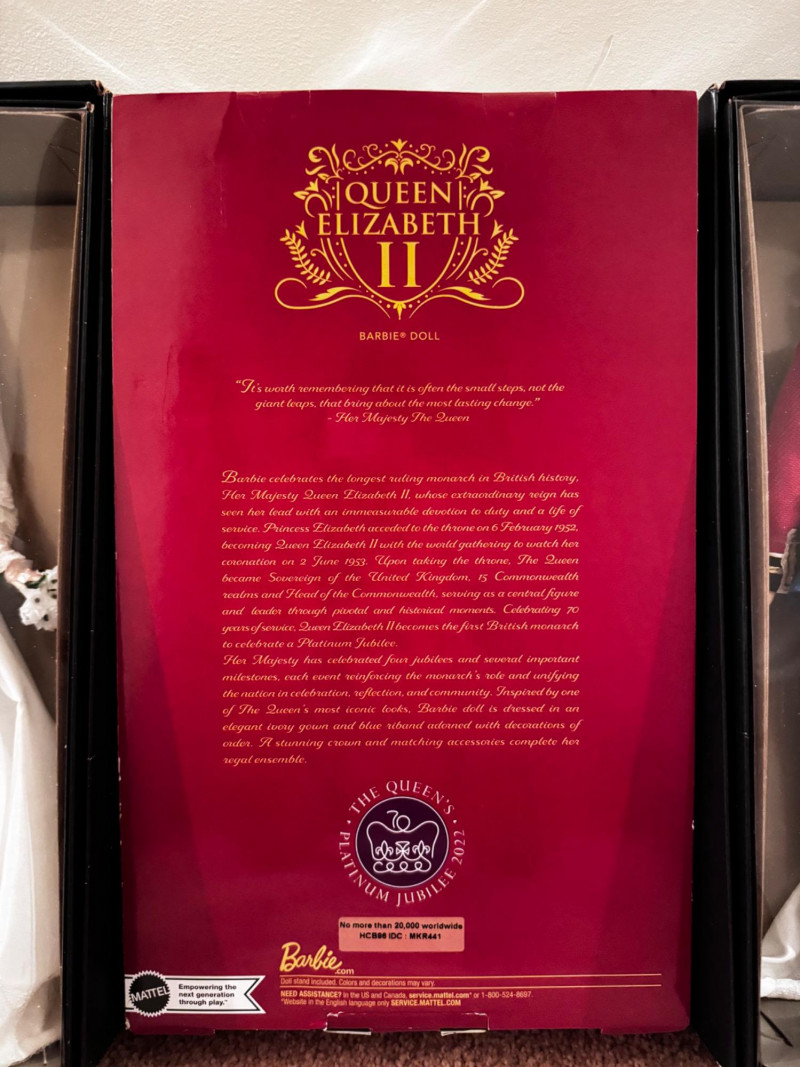 QUEEN
ELIZABETH
II
BARBIE® DOLL
“It's worth remembering that it is often the small steps, not the
giant leaps, that bring about the most lasting change.”
- Her Majesty The Queen
Barbie celebrates the longest ruling monarch in British history,
Her Majesty Queen Elizabeth II, whose extraordinary reign has
seen her lead with an immeasurable devotion to duty and a life of
service. Princess Elizabeth acceded to the throne on 6 February 1952,
becoming Queen Elizabeth II with the world gathering to watch her
coronation on 2 June 1953. Upon taking the throne, The Queen
became Sovereign of the United Kingdom, 15 Commonwealth
realms and Head of the Commonwealth, serving as a central figure
and leader through pivotal and historical moments. Celebrating 70
years of service, Queen Elizabeth II becomes the first British monarch
to celebrate a Platinum Jubilee.
Her Majesty has celebrated four jubilees and several important
milestones, each event reinforcing the monarch's role and unifying
the nation in celebration, reflection, and community. Inspired by one
of The Queen's most iconic looks, Barbie doll is dressed in an
elegant ivory gown and blue riband adorned with decorations of
order. A stunning crown and matching accessories complete her
regal ensemble.
• THE QUEEN'S •
70
PLATINUM JUBILEE 2022
No more than 20,000 worldwide
HCB96 IDC : MKR441
Barbie.com
Doll stand included. Colors and decorations may vary.
NEED ASSISTANCE? In the US and Canada, service.mattel.com* or 1-800-524-8697.
*Website in the English language only SERVICE.MATTEL.COM
MATTEL
Empowering the
next generation
through play.™